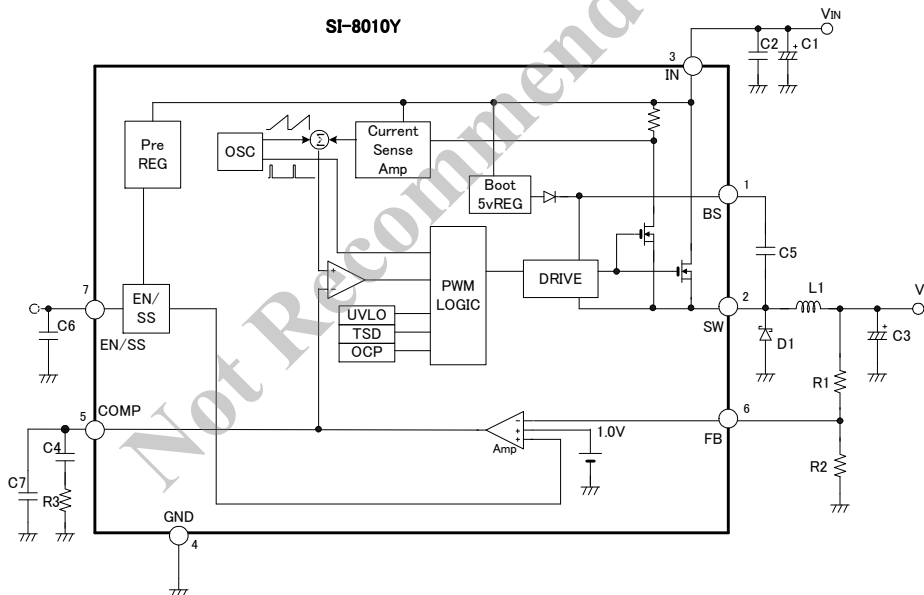 SI-8010Y
Not Recommend
VIN
C2
C1
3
IN
Pre
REG
OSC
Σ
Current
Sense
Amp
Boot
5vREG
1
BS
C5
+
−
PWM
LOGIC
DRIVE
2
SW
L1
V
D1
+
C3
7
EN/
SS
C6
EN/SS
UVLO
TSD
OCP
R1
5
COMP
C4
C7
R3
−
+
+
Amp
1.0V
6
FB
R2
GND
4